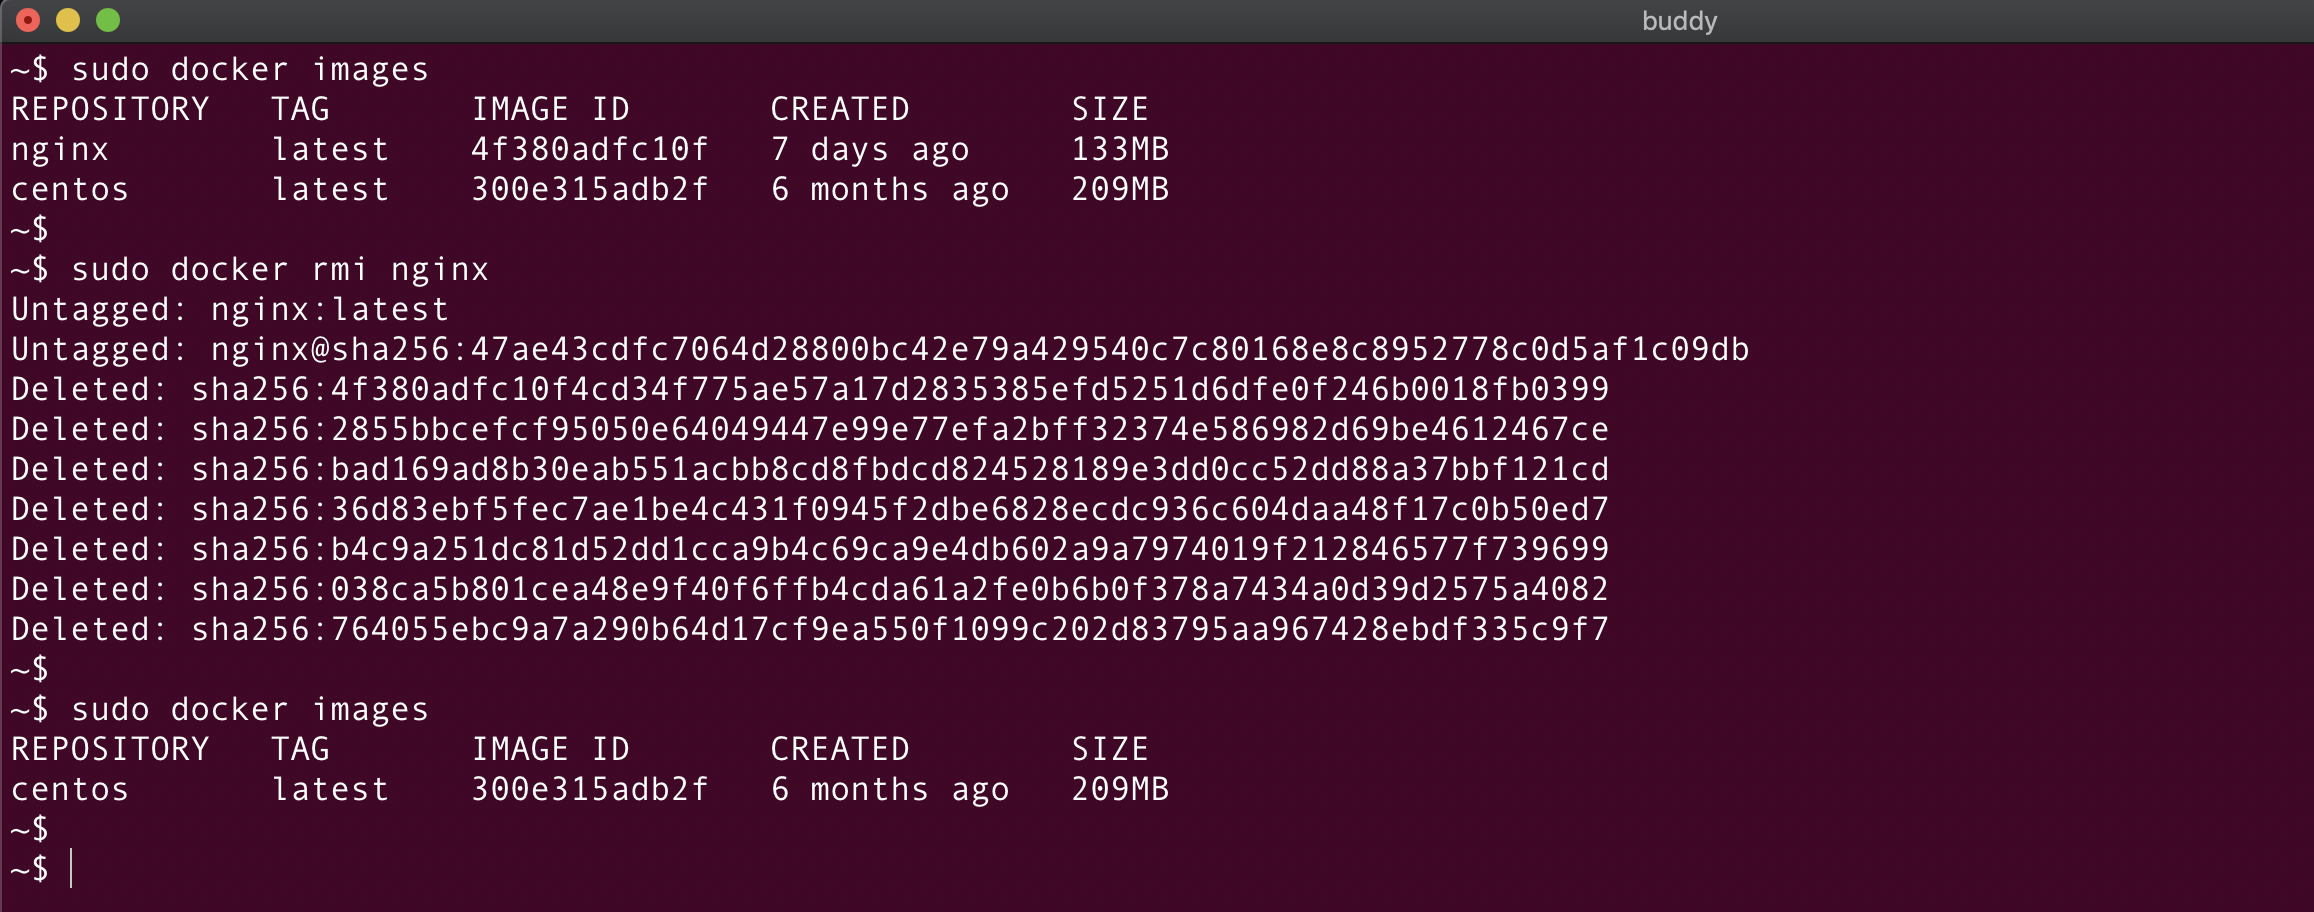 buddy
~$ sudo docker images
REPOSITORY   TAG       IMAGE ID       CREATED        SIZE
nginx        latest    4f380adfc10f   7 days ago     133MB
centos       latest    300e315adb2f   6 months ago   209MB
~$
~$ sudo docker rmi nginx
Untagged: nginx:latest
Untagged: nginx@sha256:47ae43cdfc7064d28800bc42e79a429540c7c80168e8c8952778c0d5af1c09db
Deleted: sha256:4f380adfc10f4cd34f775ae57a17d2835385efd5251d6dfe0f246b0018fb0399
Deleted: sha256:2855bbcefcf95050e64049447e99e77efa2bff32374e586982d69be4612467ce
Deleted: sha256:bad169ad8b30eab551acbb8cd8fbdcd824528189e3dd0cc52dd88a37bbf121cd
Deleted: sha256:36d83ebf5fec7ae1be4c431f0945f2dbe6828ecdc936c604daa48f17c0b50ed7
Deleted: sha256:b4c9a251dc81d52dd1cca9b4c69ca9e4db602a9a7974019f212846577f739699
Deleted: sha256:038ca5b801cea48e9f40f6ffb4cda61a2fe0b6b0f378a7434a0d39d2575a4082
Deleted: sha256:764055ebc9a7a290b64d17cf9ea550f1099c202d83795aa967428ebdf335c9f7
~$
~$ sudo docker images
REPOSITORY   TAG       IMAGE ID       CREATED        SIZE
centos       latest    300e315adb2f   6 months ago   209MB
~$
~$